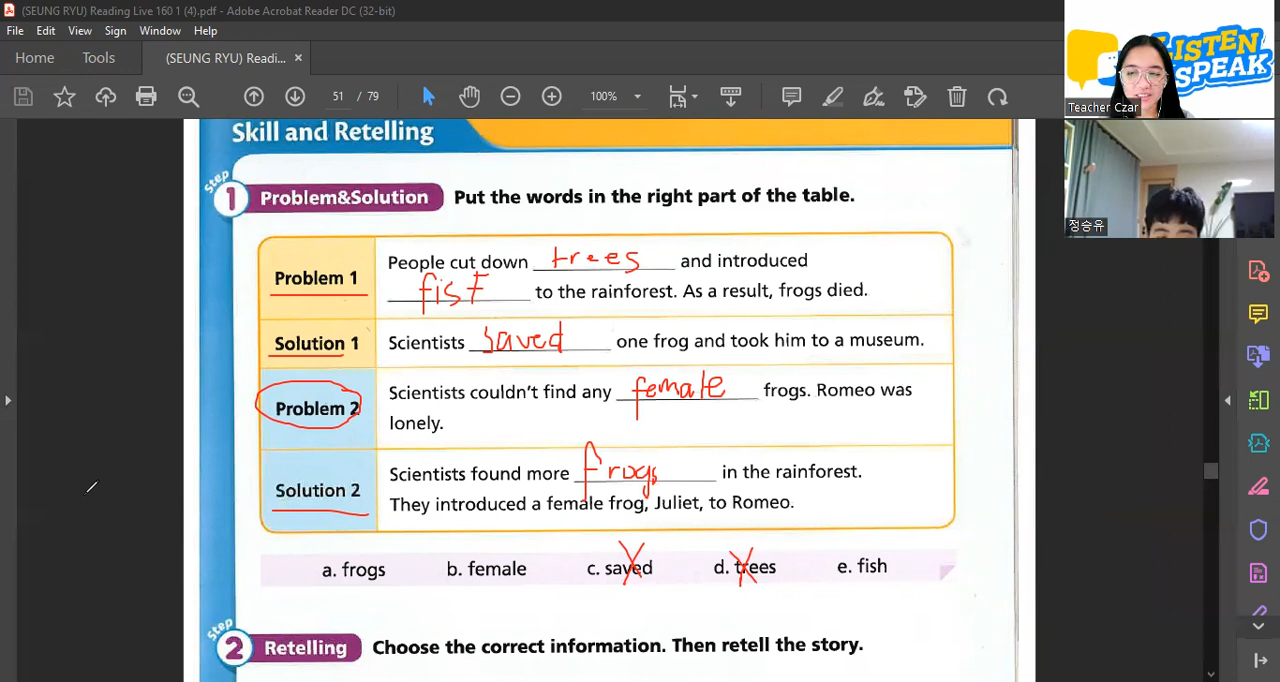 (SEUNG RYU) Reading Live 160 1 (4).pdf - Adobe Acrobat Reader DC (32-bit)
File Edit View Sign Window Help
Home Tools (SEUNG RYU) Readi... ×
51 / 79 100%
LISTEN
SPEAK
Teacher Czar
정승유
Skill and Retelling
Step 1 Problem&Solution Put the words in the right part of the table.
Problem 1 People cut down trees and introduced
fist to the rainforest. As a result, frogs died.
Solution 1 Scientists saved one frog and took him to a museum.
Problem 2 Scientists couldn't find any female frogs. Romeo was
lonely.
Solution 2 Scientists found more frogs in the rainforest.
They introduced a female frog, Juliet, to Romeo.
a. frogs b. female c. saved d. trees e. fish
Step 2 Retelling Choose the correct information. Then retell the story.